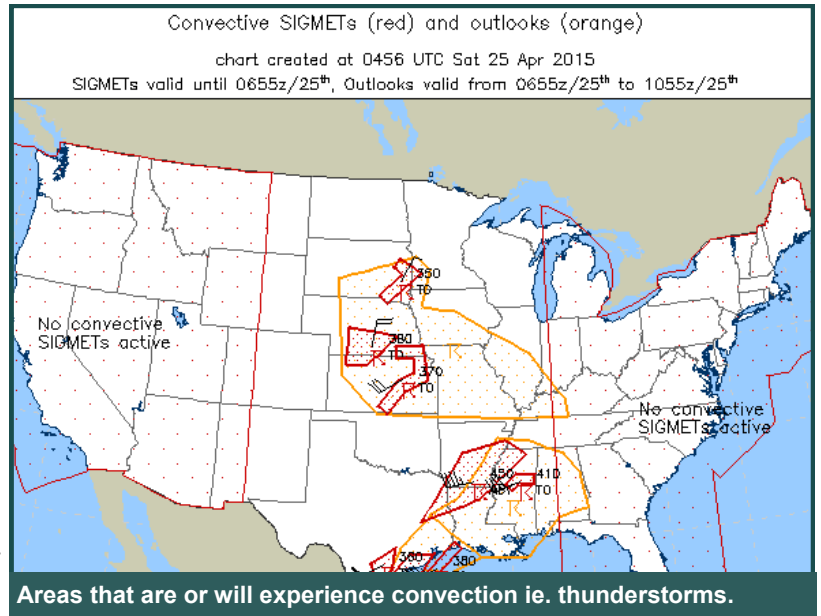 Convective SIGMETs (red) and outlooks (orange)
chart created at 0456 UTC Sat 25 Apr 2015
SIGMETs valid until 0655z/25th, Outlooks valid from 0655z/25th to 1055z/25th
350
TO
No convective
SIGMETs active
380
TO
370
TO
No convective
SIGMETs active
450
410
TO
380
Areas that are or will experience convection ie. thunderstorms.